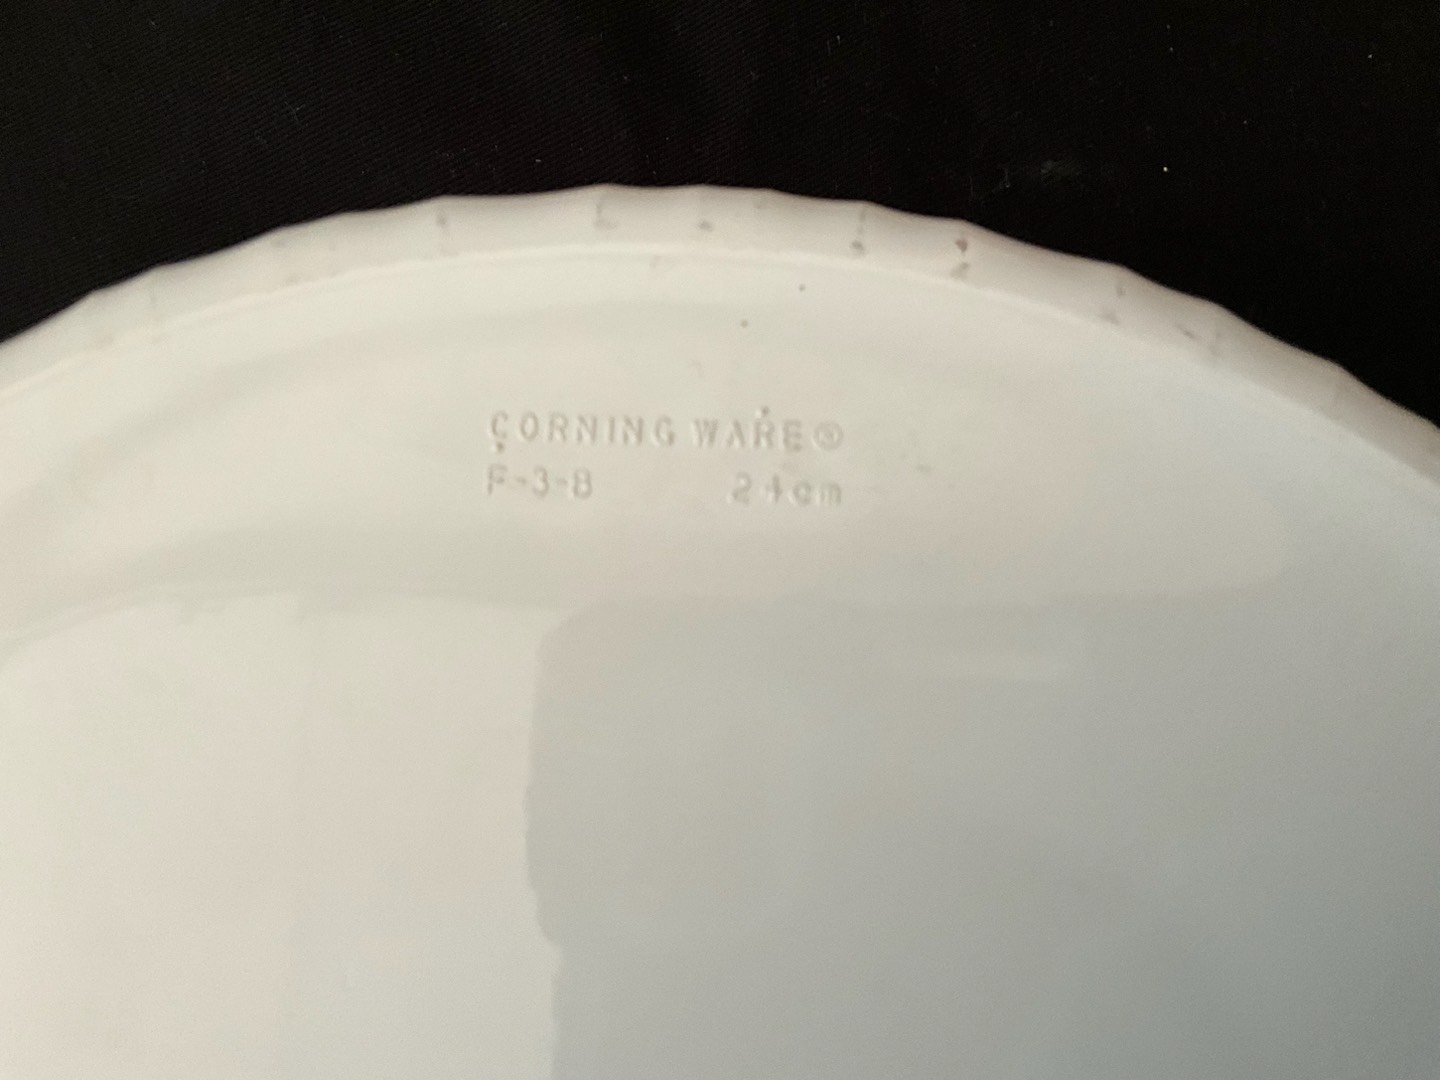 CORNING WARE®
F-3-B 24cm